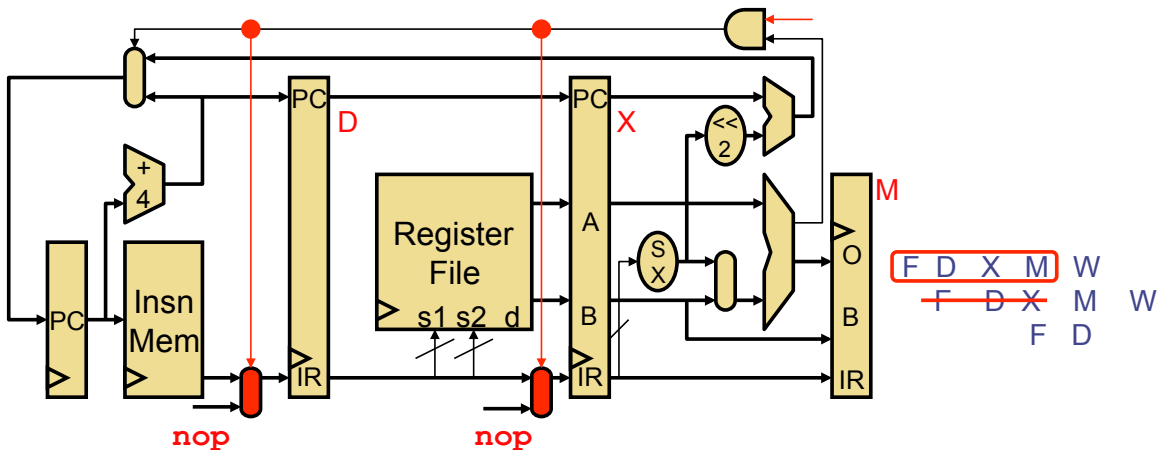 PC
D
PC
X
<<
2
+
4
M
Register
File
A
S
X
O
F D X M W
Insn
Mem
F D X M W
PC
s1 s2 d
B
B
F D
IR
IR
IR
nop
nop